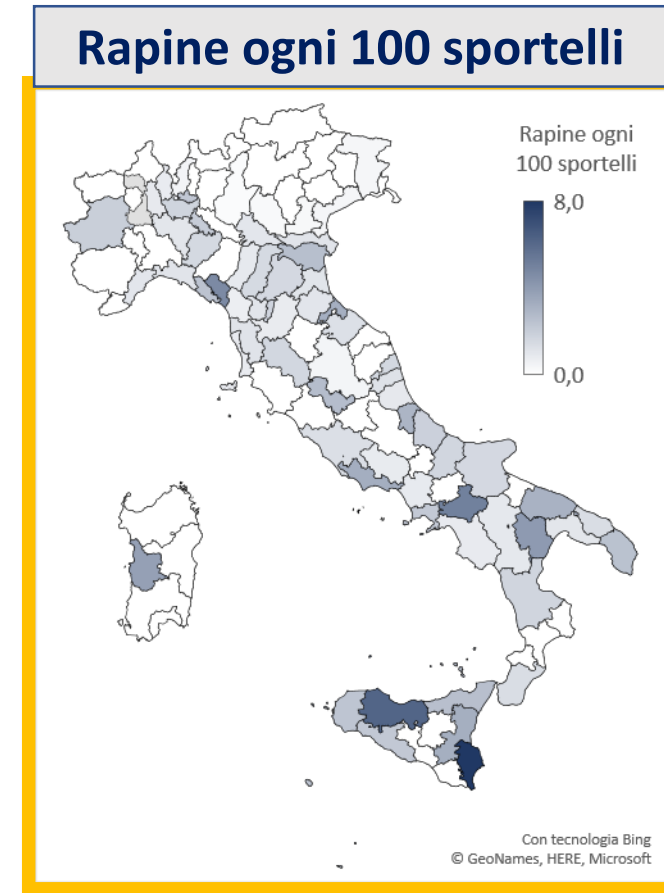 Rapine ogni 100 sportelli
Rapine ogni
100 sportelli
8,0
0,0
Con tecnologia Bing
© GeoNames, HERE, Microsoft